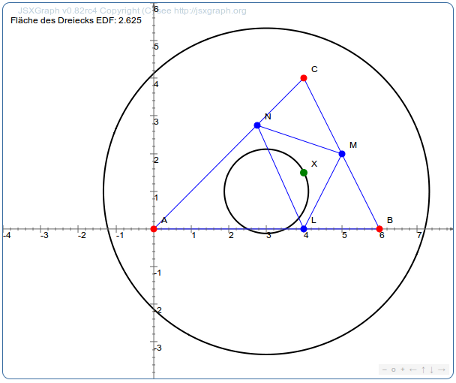 JSXGraph v0.82rc4 Copyright (C) see http://jsxgraph.org
Fläche des Dreiecks EDF: 2.625
6
5
4
C
3
N
2
M
X
1
A
L
B
-4 -3 -2 -1 1 2 3 4 5 6 7
-1
-2
-3
− o + ← ↑ ↓ →